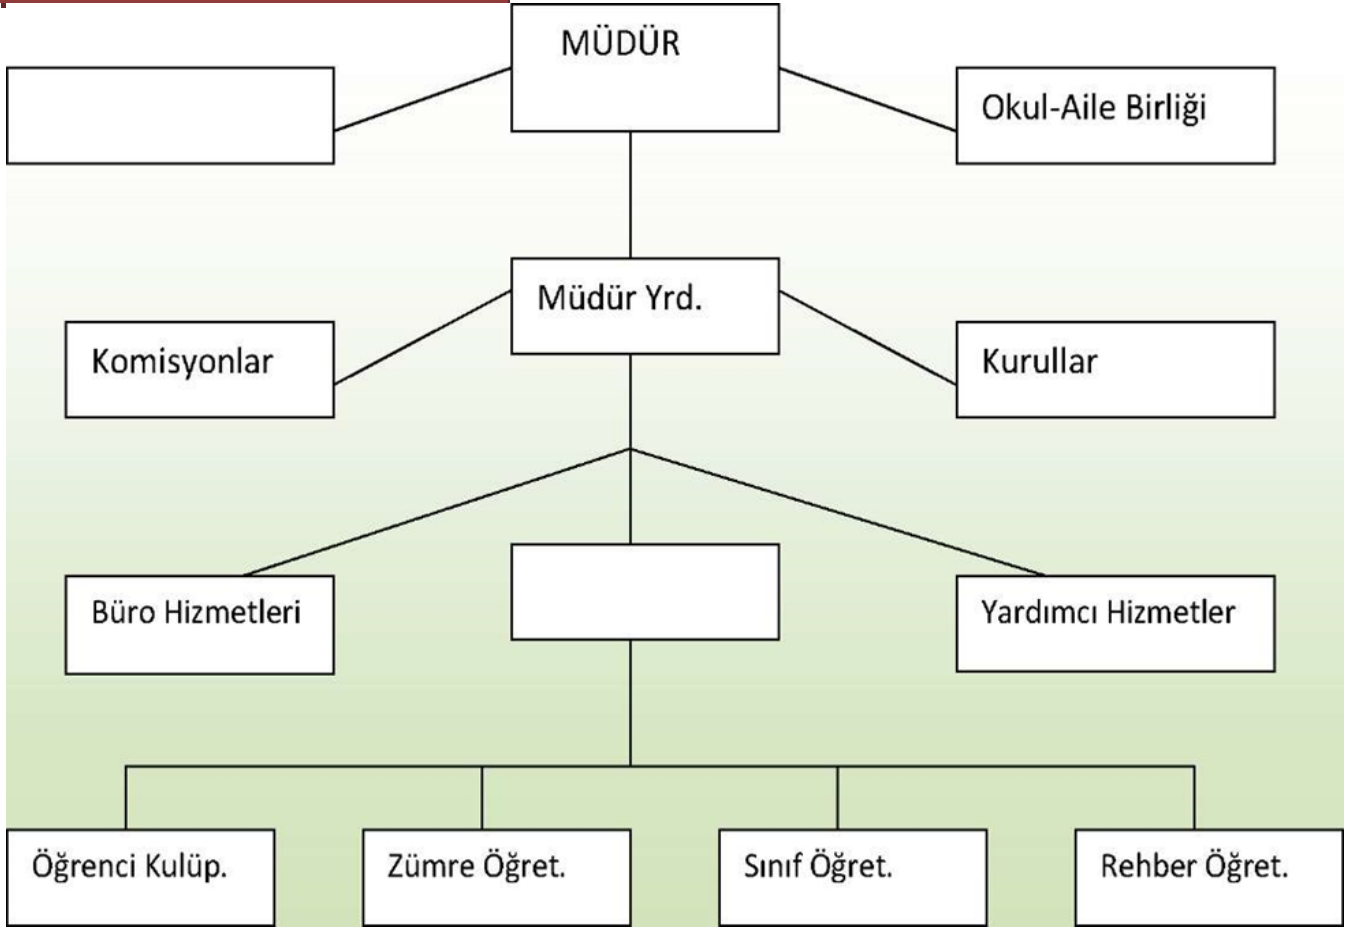 MÜDÜR
Okul-Aile Birliği
Müdür Yrd.
Komisyonlar
Kurullar
Büro Hizmetleri
Yardımcı Hizmetler
Öğrenci Kulüp.
Zümre Öğret.
Sınıf Öğret.
Rehber Öğret.